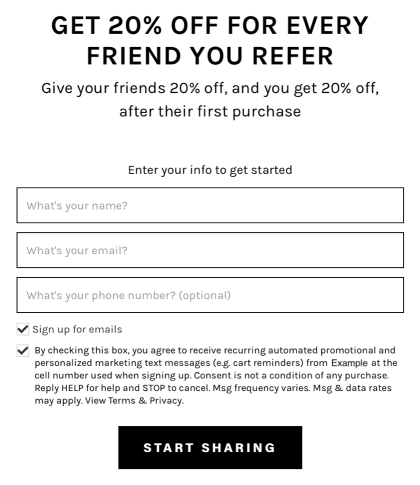 GET 20% OFF FOR EVERY
FRIEND YOU REFER
Give your friends 20% off, and you get 20% off,
after their first purchase
Enter your info to get started
What's your name?
What's your email?
What's your phone number? (optional)
Sign up for emails
By checking this box, you agree to receive recurring automated promotional and
personalized marketing text messages (e.g. cart reminders) from Example at the
cell number used when signing up. Consent is not a condition of any purchase.
Reply HELP for help and STOP to cancel. Msg frequency varies. Msg & data rates
may apply. View Terms & Privacy.
START SHARING